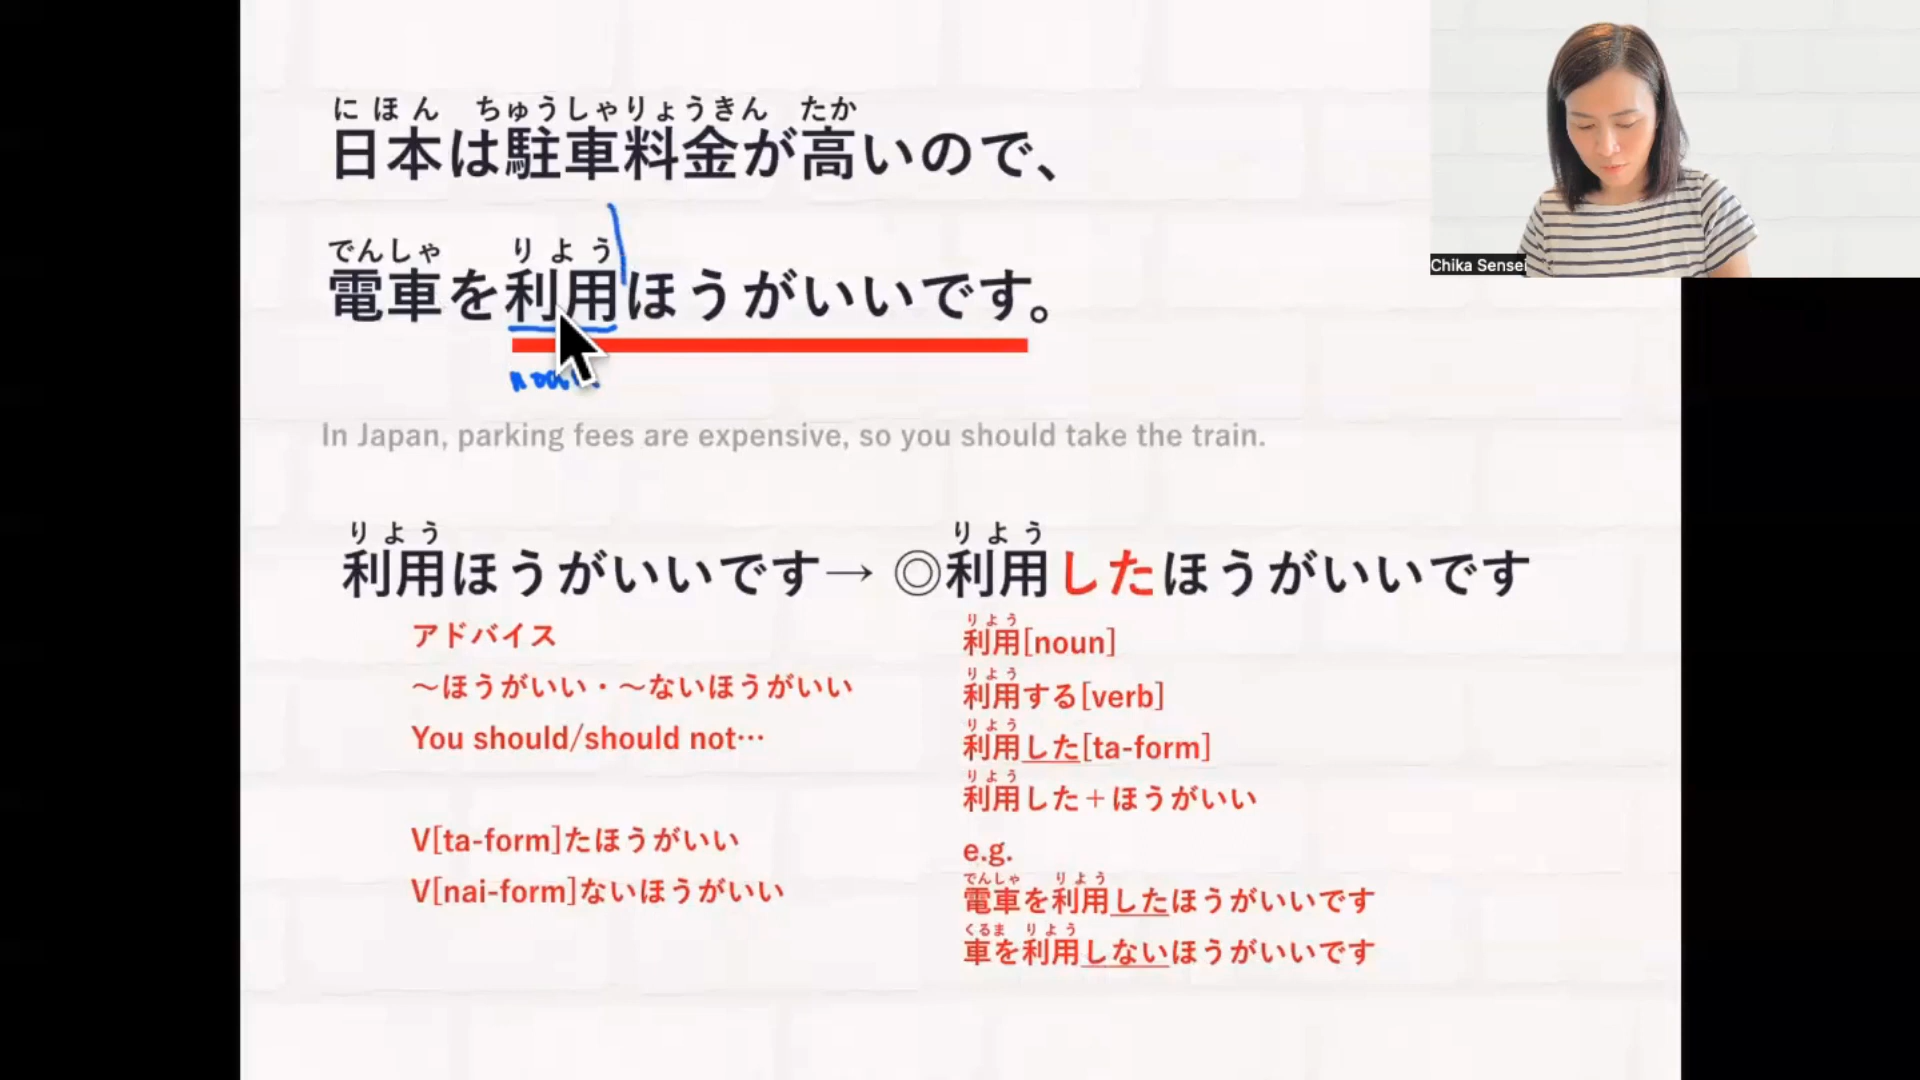 に ほ ん ちゅうしゃりょうきん たか
日本は駐車料金が高いので、
でんしゃ り よ う
電車を利用ほうがいいです。
In Japan, parking fees are expensive, so you should take the train.
り よ う り よ う
利用ほうがいいです→ ◎利用したほうがいいです
アドバイス
〜ほうがいい・〜ないほうがいい
You should/should not…
V[ta-form]たほうがいい
V[nai-form]ないほうがいい
り よ う
利用[noun]
り よ う
利用する[verb]
り よ う
利用した[ta-form]
り よ う
利用した＋ほうがいい
e.g.
でんしゃ り よ う
電車を利用したほうがいいです
くるま り よ う
車を利用しないほうがいいです
Chika Sensei